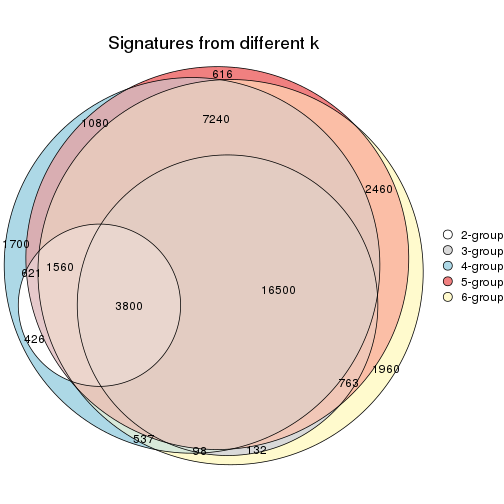 Signatures from different k
616
1080
7240
2460
1700
621
1560
16500
3800
426
1960
763
537
98
132
2-group
3-group
4-group
5-group
6-group